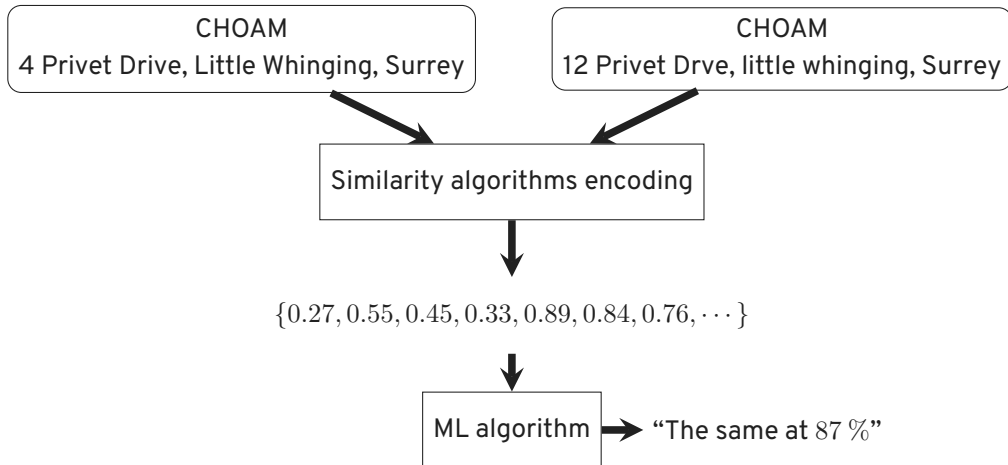 CHOAM
4 Privet Drive, Little Whinging, Surrey
CHOAM
12 Privet Drve, little whinging, Surrey
Similarity algorithms encoding
{0.27, 0.55, 0.45, 0.33, 0.89, 0.84, 0.76, ⋯}
ML algorithm
“The same at 87 %”